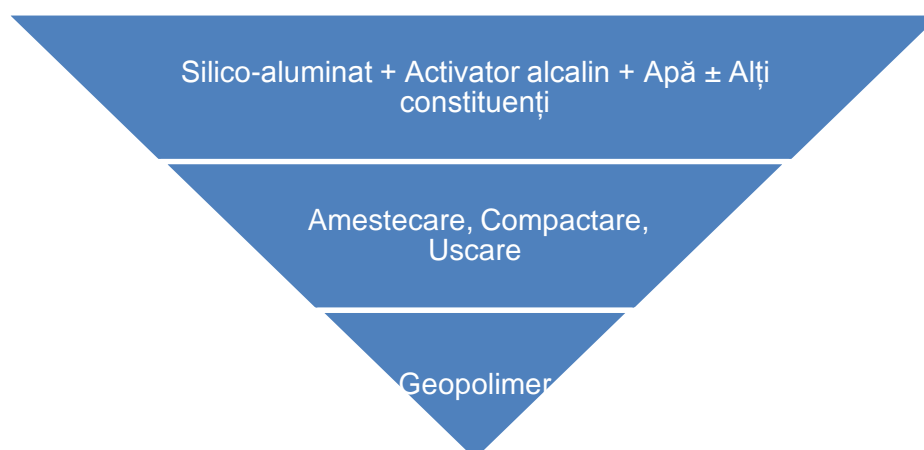 Silico-aluminat + Activator alcalin + Apă ± Alți
constituenți
Amestecare, Compactare,
Uscare
Geopolimer